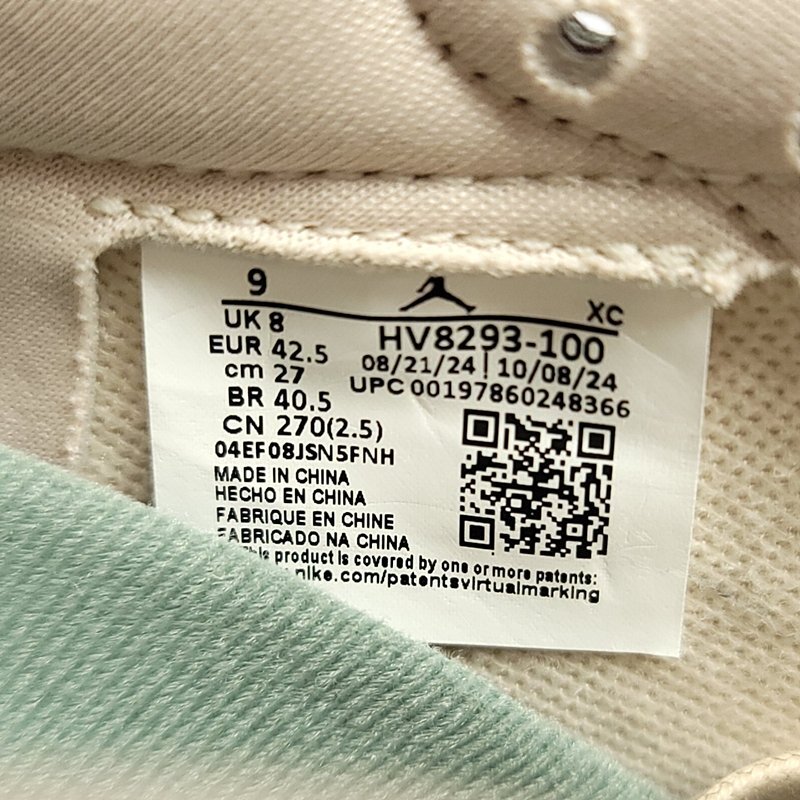 9
XC
UK 8
HV8293-100
EUR 42.5
08/21/24 | 10/08/24
cm 27
UPC 00197860248366
BR 40.5
CN 270(2.5)
04EF08JSN5FNH
MADE IN CHINA
HECHO EN CHINA
FABRIQUE EN CHINE
FABRICADO NA CHINA
This product is covered by one or more patents:
.nike.com/patentsvirtualmarking